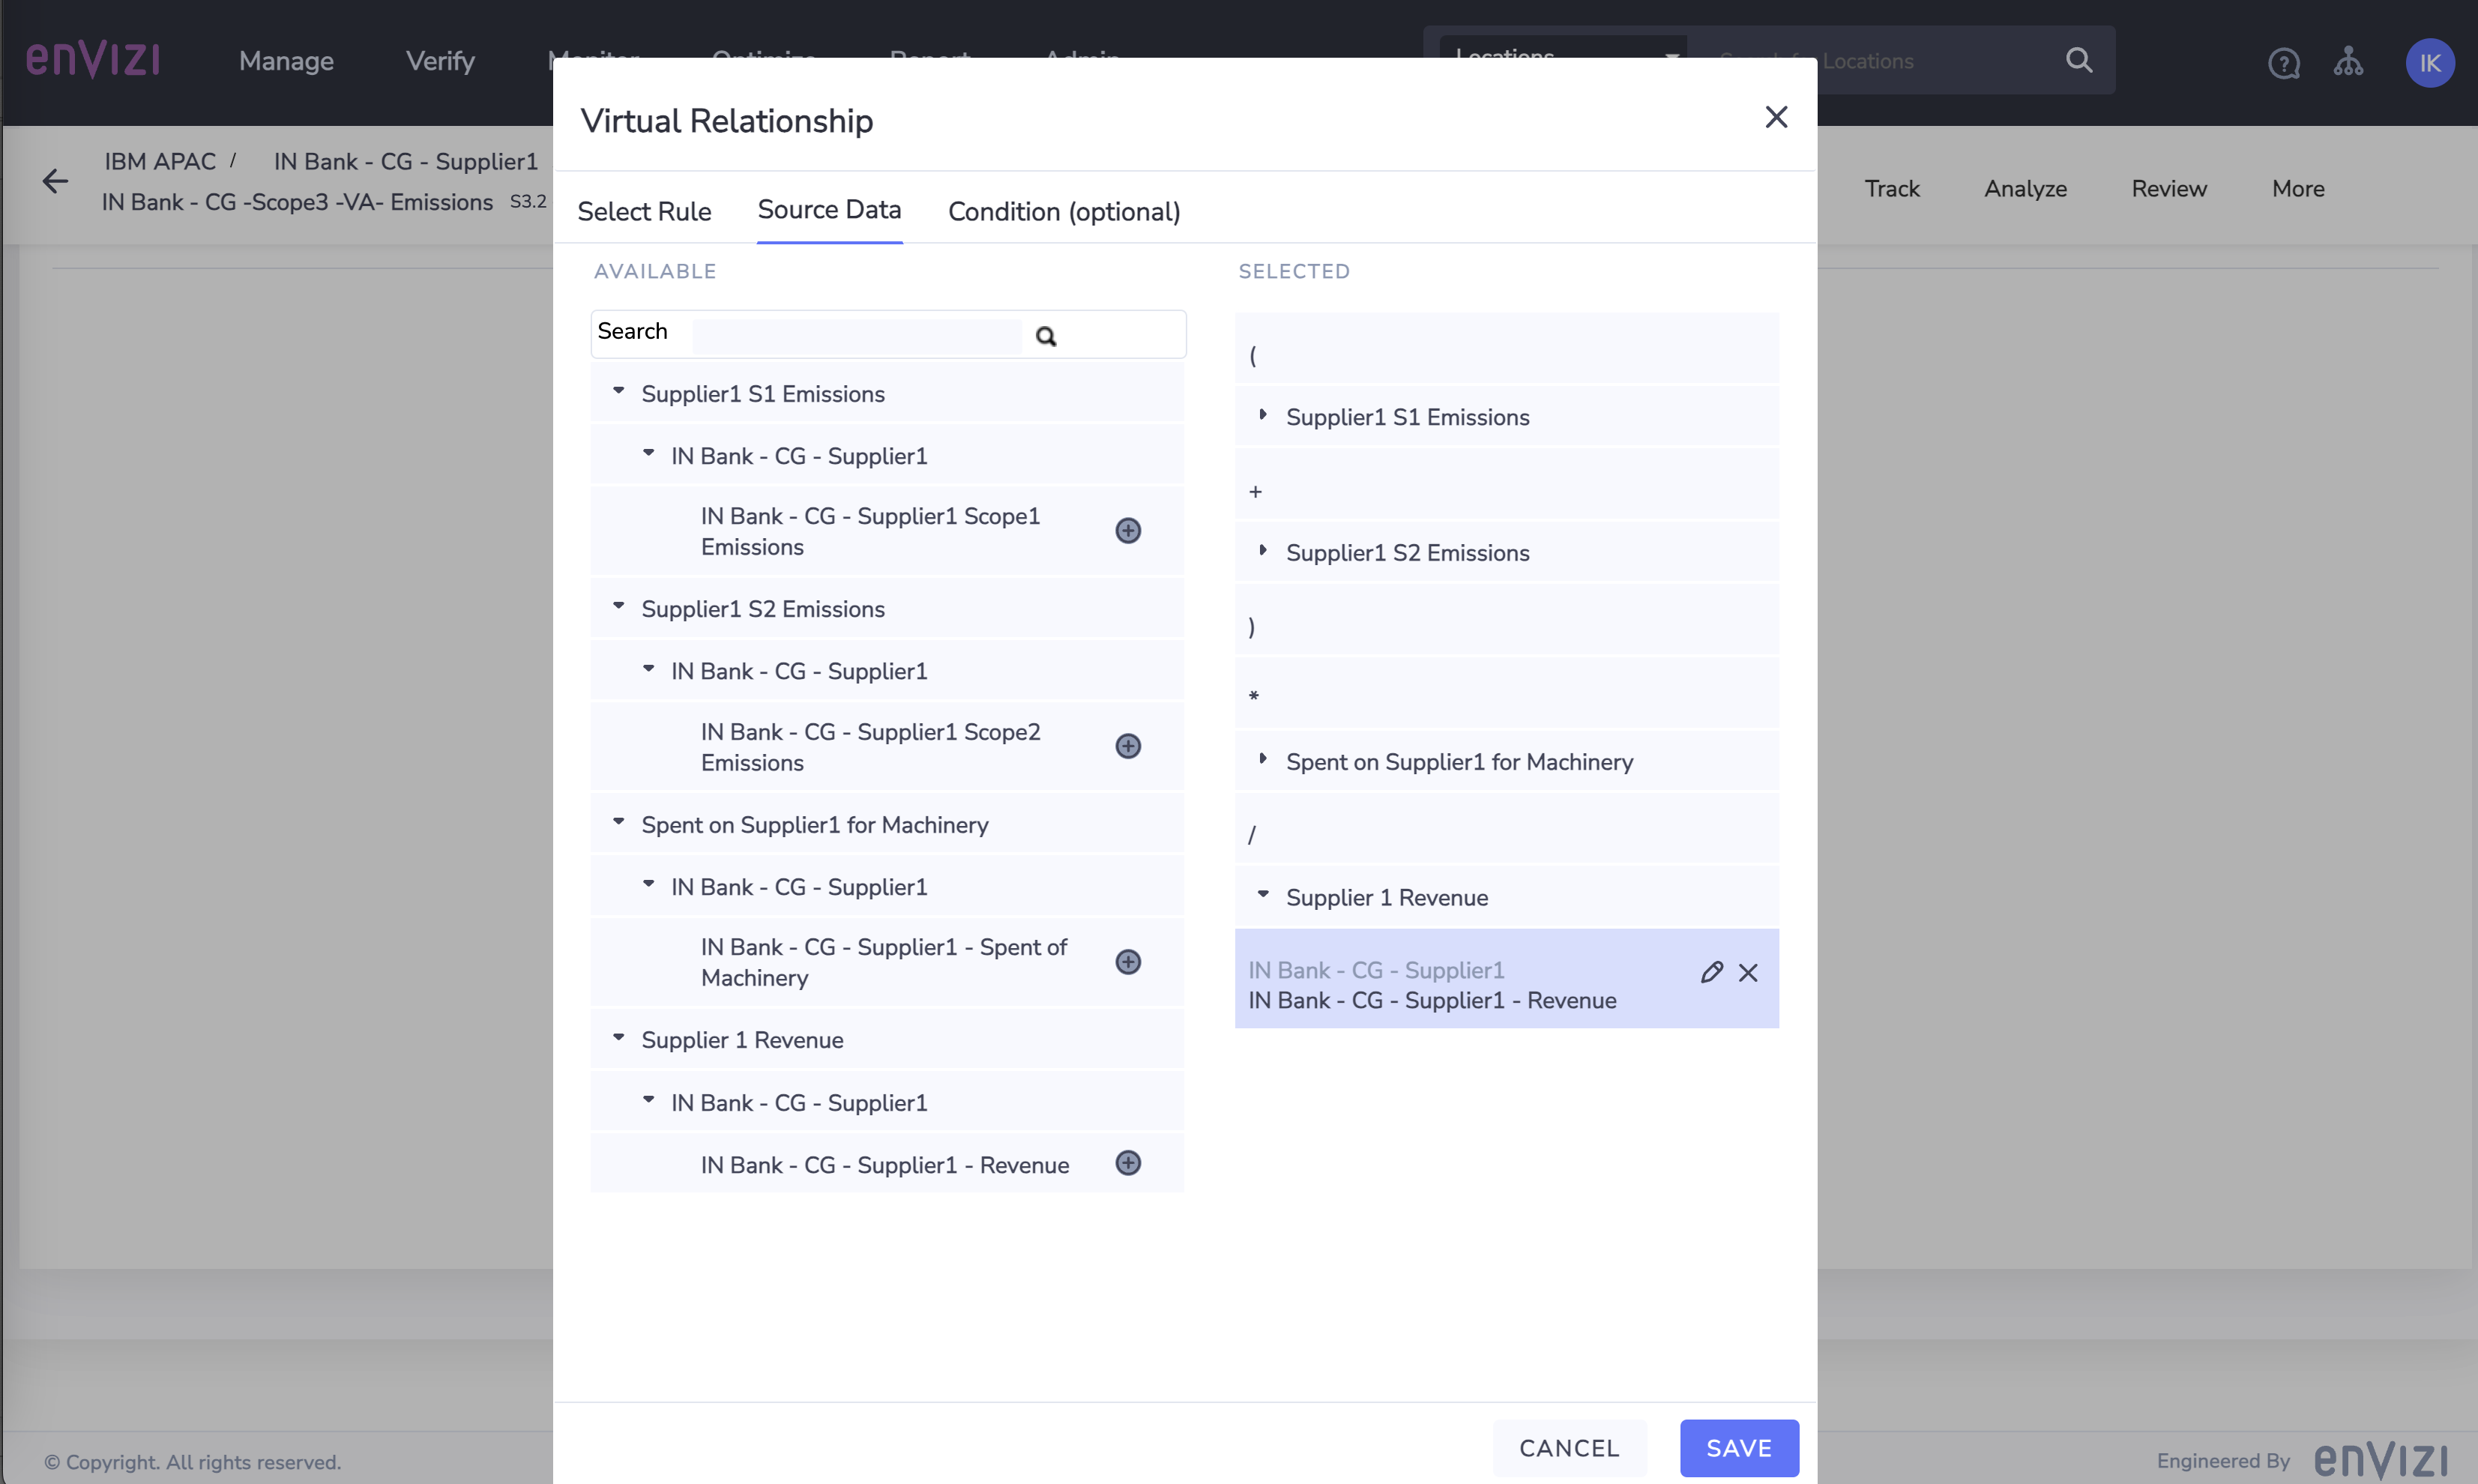 enVIZI
Manage
Verify
Monitor
Optimize
Report
Admin
Locations
Locations
?
IK
IBM APAC /
IN Bank - CG - Supplier1
IN Bank - CG -Scope3 -VA- Emissions S3.2
Track
Analyze
Review
More
Virtual Relationship
Select Rule
Source Data
Condition (optional)
AVAILABLE
Search
Supplier1 S1 Emissions
IN Bank - CG - Supplier1
IN Bank - CG - Supplier1 Scope1
Emissions
Supplier1 S2 Emissions
IN Bank - CG - Supplier1
IN Bank - CG - Supplier1 Scope2
Emissions
Spent on Supplier1 for Machinery
IN Bank - CG - Supplier1
IN Bank - CG - Supplier1 - Spent of
Machinery
Supplier 1 Revenue
IN Bank - CG - Supplier1
IN Bank - CG - Supplier1 - Revenue
SELECTED
(
Supplier1 S1 Emissions
+
Supplier1 S2 Emissions
)
*
Spent on Supplier1 for Machinery
/
Supplier 1 Revenue
IN Bank - CG - Supplier1
IN Bank - CG - Supplier1 - Revenue
CANCEL
SAVE
© Copyright. All rights reserved.
Engineered By enVIZI